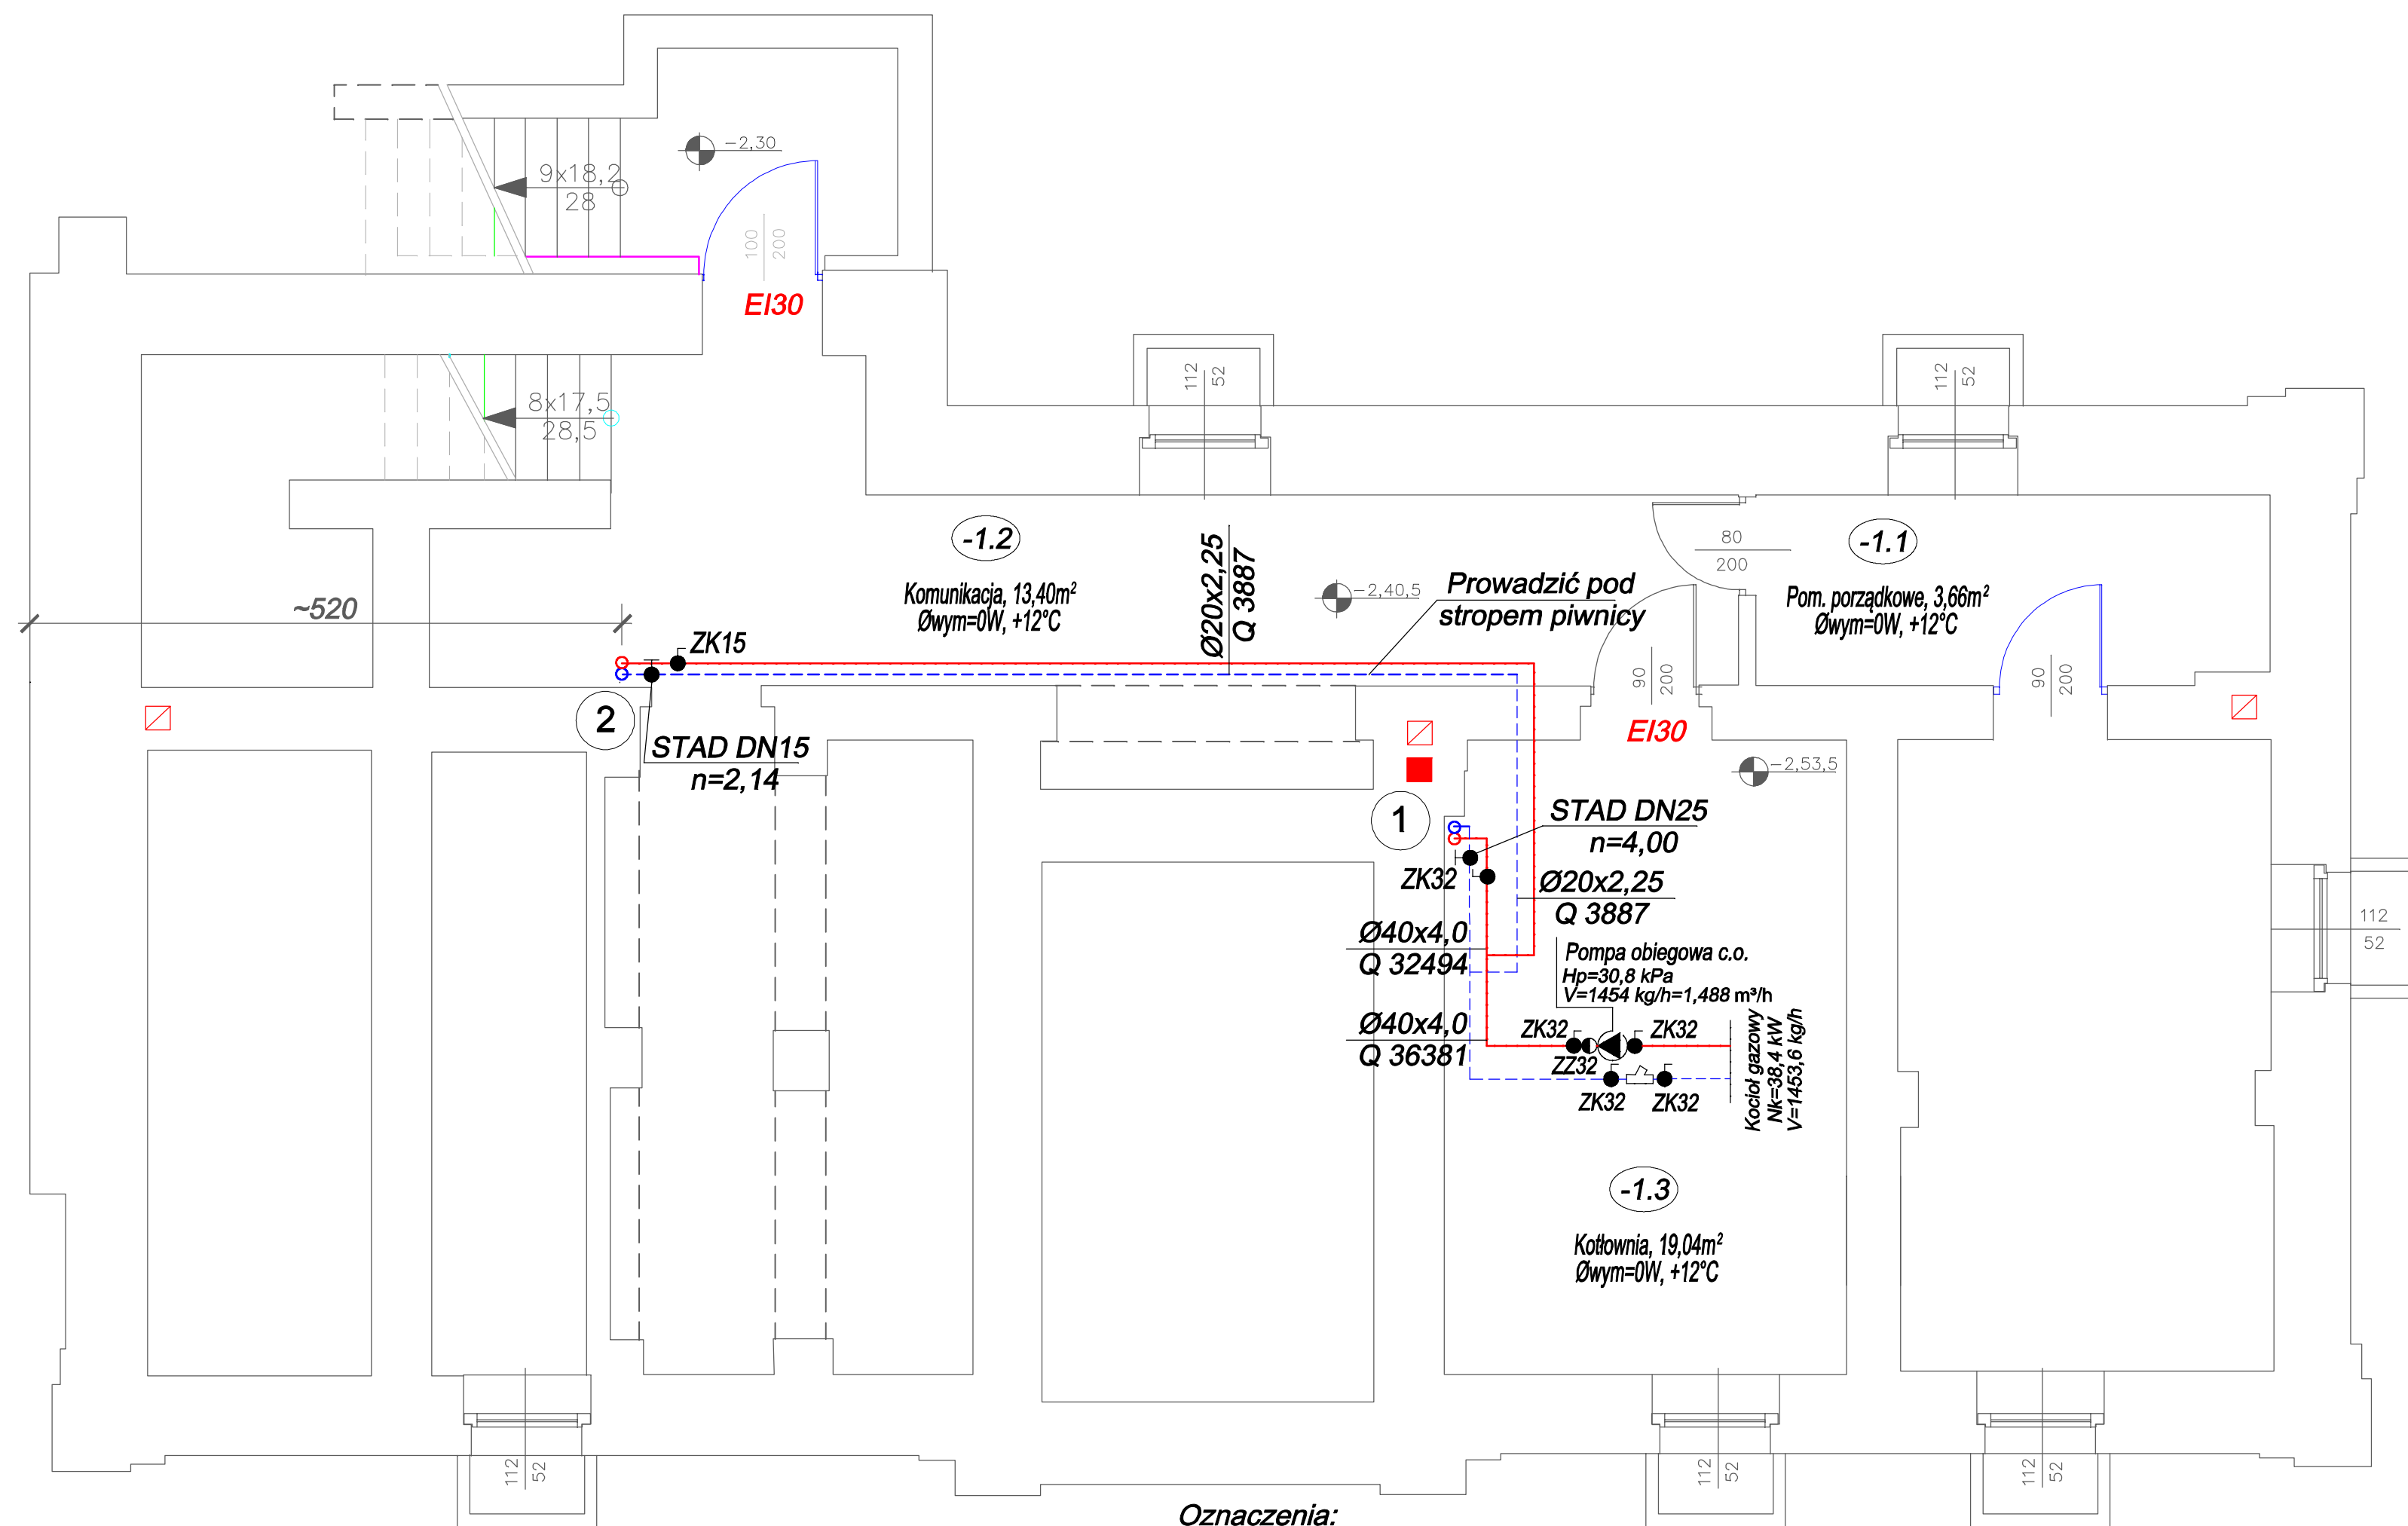 -2,30
9x18,2
28
100
200
EI30
8x17,5
28,5
112
52
112
52
-1.2
Komunikacja, 13,40m²
Øwym=0W, +12°C
Ø20x2,25
Q 3887
-2,40,5
Prowadzić pod
stropem piwnicy
80
200
-1.1
Pom. porządkowe, 3,66m²
Øwym=0W, +12°C
~520
ZK15
90
200
90
200
2
STAD DN15
n=2,14
EI30
-2,53,5
1
STAD DN25
n=4,00
ZK32
Ø20x2,25
Q 3887
Ø40x4,0
Q 32494
Pompa obiegowa c.o.
Hp=30,8 kPa
V=1454 kg/h=1,488 m³/h
112
52
Ø40x4,0
Q 36381
ZK32
ZK32
ZZ32
ZK32
ZK32
Kocioł gazowy
Nk=38,4 kW
V=1453,6 kg/h
-1.3
Kotłownia, 19,04m²
Øwym=0W, +12°C
112
52
112
52
112
52
Oznaczenia: